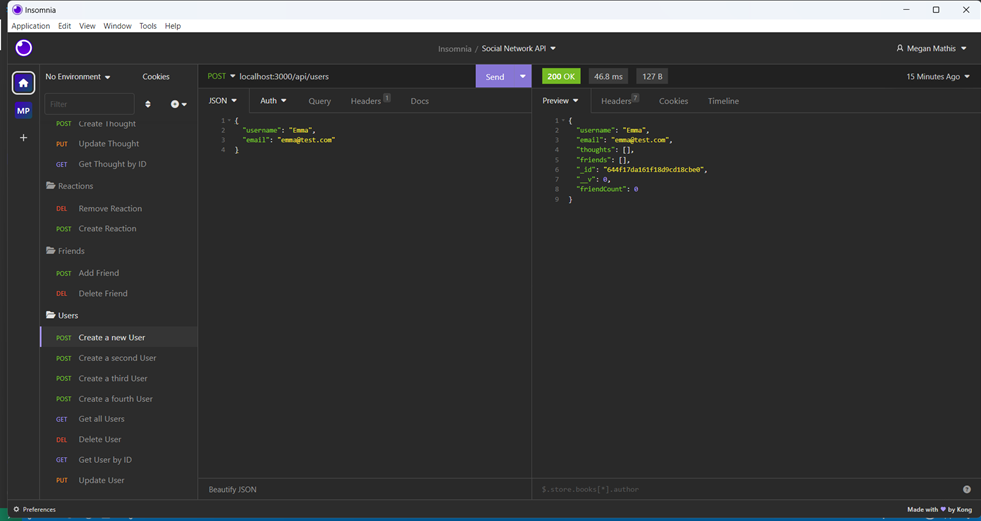 Insomnia
Application Edit View Window Tools Help
Insomnia / Social Network API
Megan Mathis
No Environment
Cookies
POST localhost:3000/api/users
Send
200 OK
46.8 ms
127 B
15 Minutes Ago
MP
Filter
JSON Auth Query Headers 1 Docs
Preview Headers 7 Cookies Timeline
POST Create Thought
PUT Update Thought
GET Get Thought by ID
Reactions
DEL Remove Reaction
POST Create Reaction
Friends
POST Add Friend
DEL Delete Friend
Users
POST Create a new User
POST Create a second User
POST Create a third User
POST Create a fourth User
GET Get all Users
DEL Delete User
GET Get User by ID
PUT Update User
1 {
2 "username": "Emma",
3 "email": "emma@test.com"
4 }
1 {
2 "username": "Emma",
3 "email": "emma@test.com",
4 "thoughts": [],
5 "friends": [],
6 "_id": "644f17da161f18d9cd18cbe0",
7 "__v": 0,
8 "friendCount": 0
9 }
Beautify JSON
$.store.books[*].author
Preferences
Made with by Kong